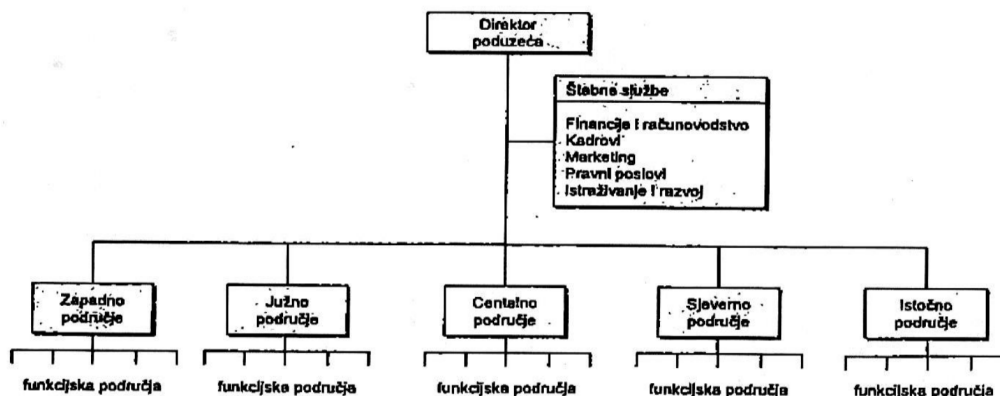 Direktor
poduzeća
Štabne službe
Financije i računovodstvo
Kadrovi
Marketing
Pravni poslovi
Istraživanje i razvoj
Zapadno
područje
Južno
područje
Centalno
područje
Sjeverno
područje
Istočno
područje
funkcijska područja
funkcijska područja
funkcijska područja
funkcijska područja
funkcijska područja